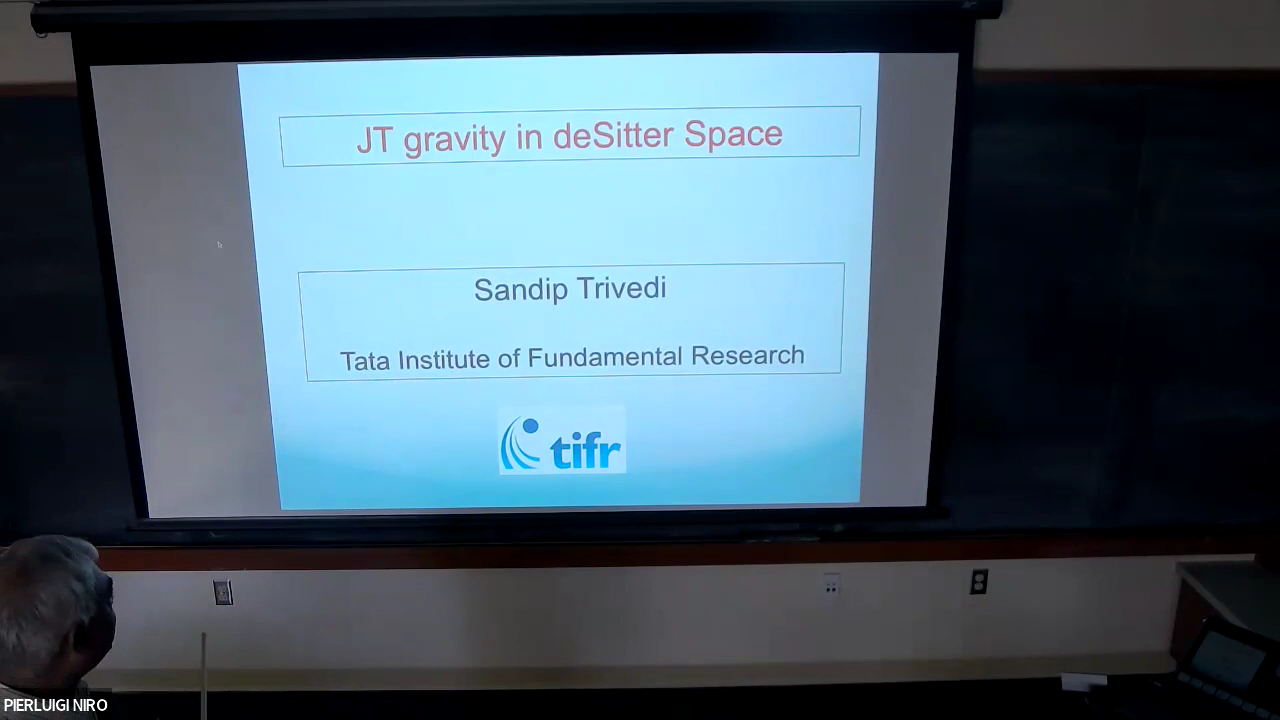 JT gravity in deSitter Space
Sandip Trivedi
Tata Institute of Fundamental Research
tifr
PIERLUIGI NIRO